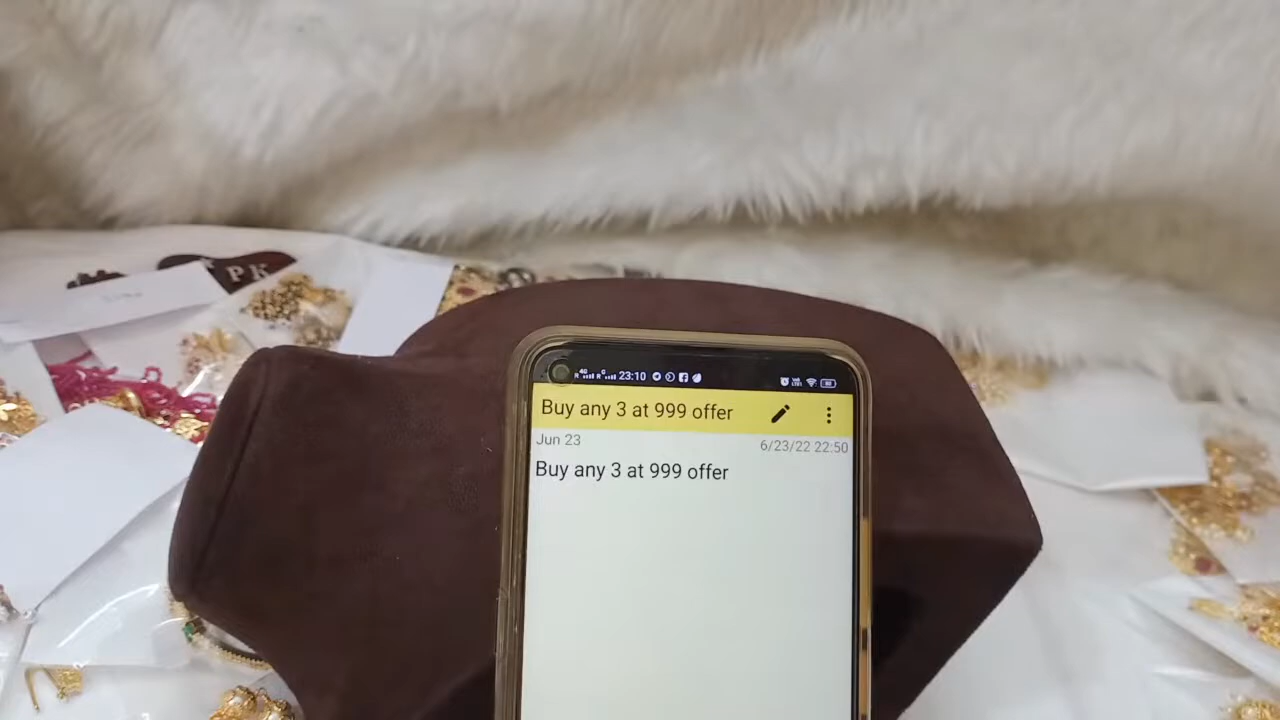 PK
23:10
Buy any 3 at 999 offer
Jun 23
6/23/22 22:50
Buy any 3 at 999 offer